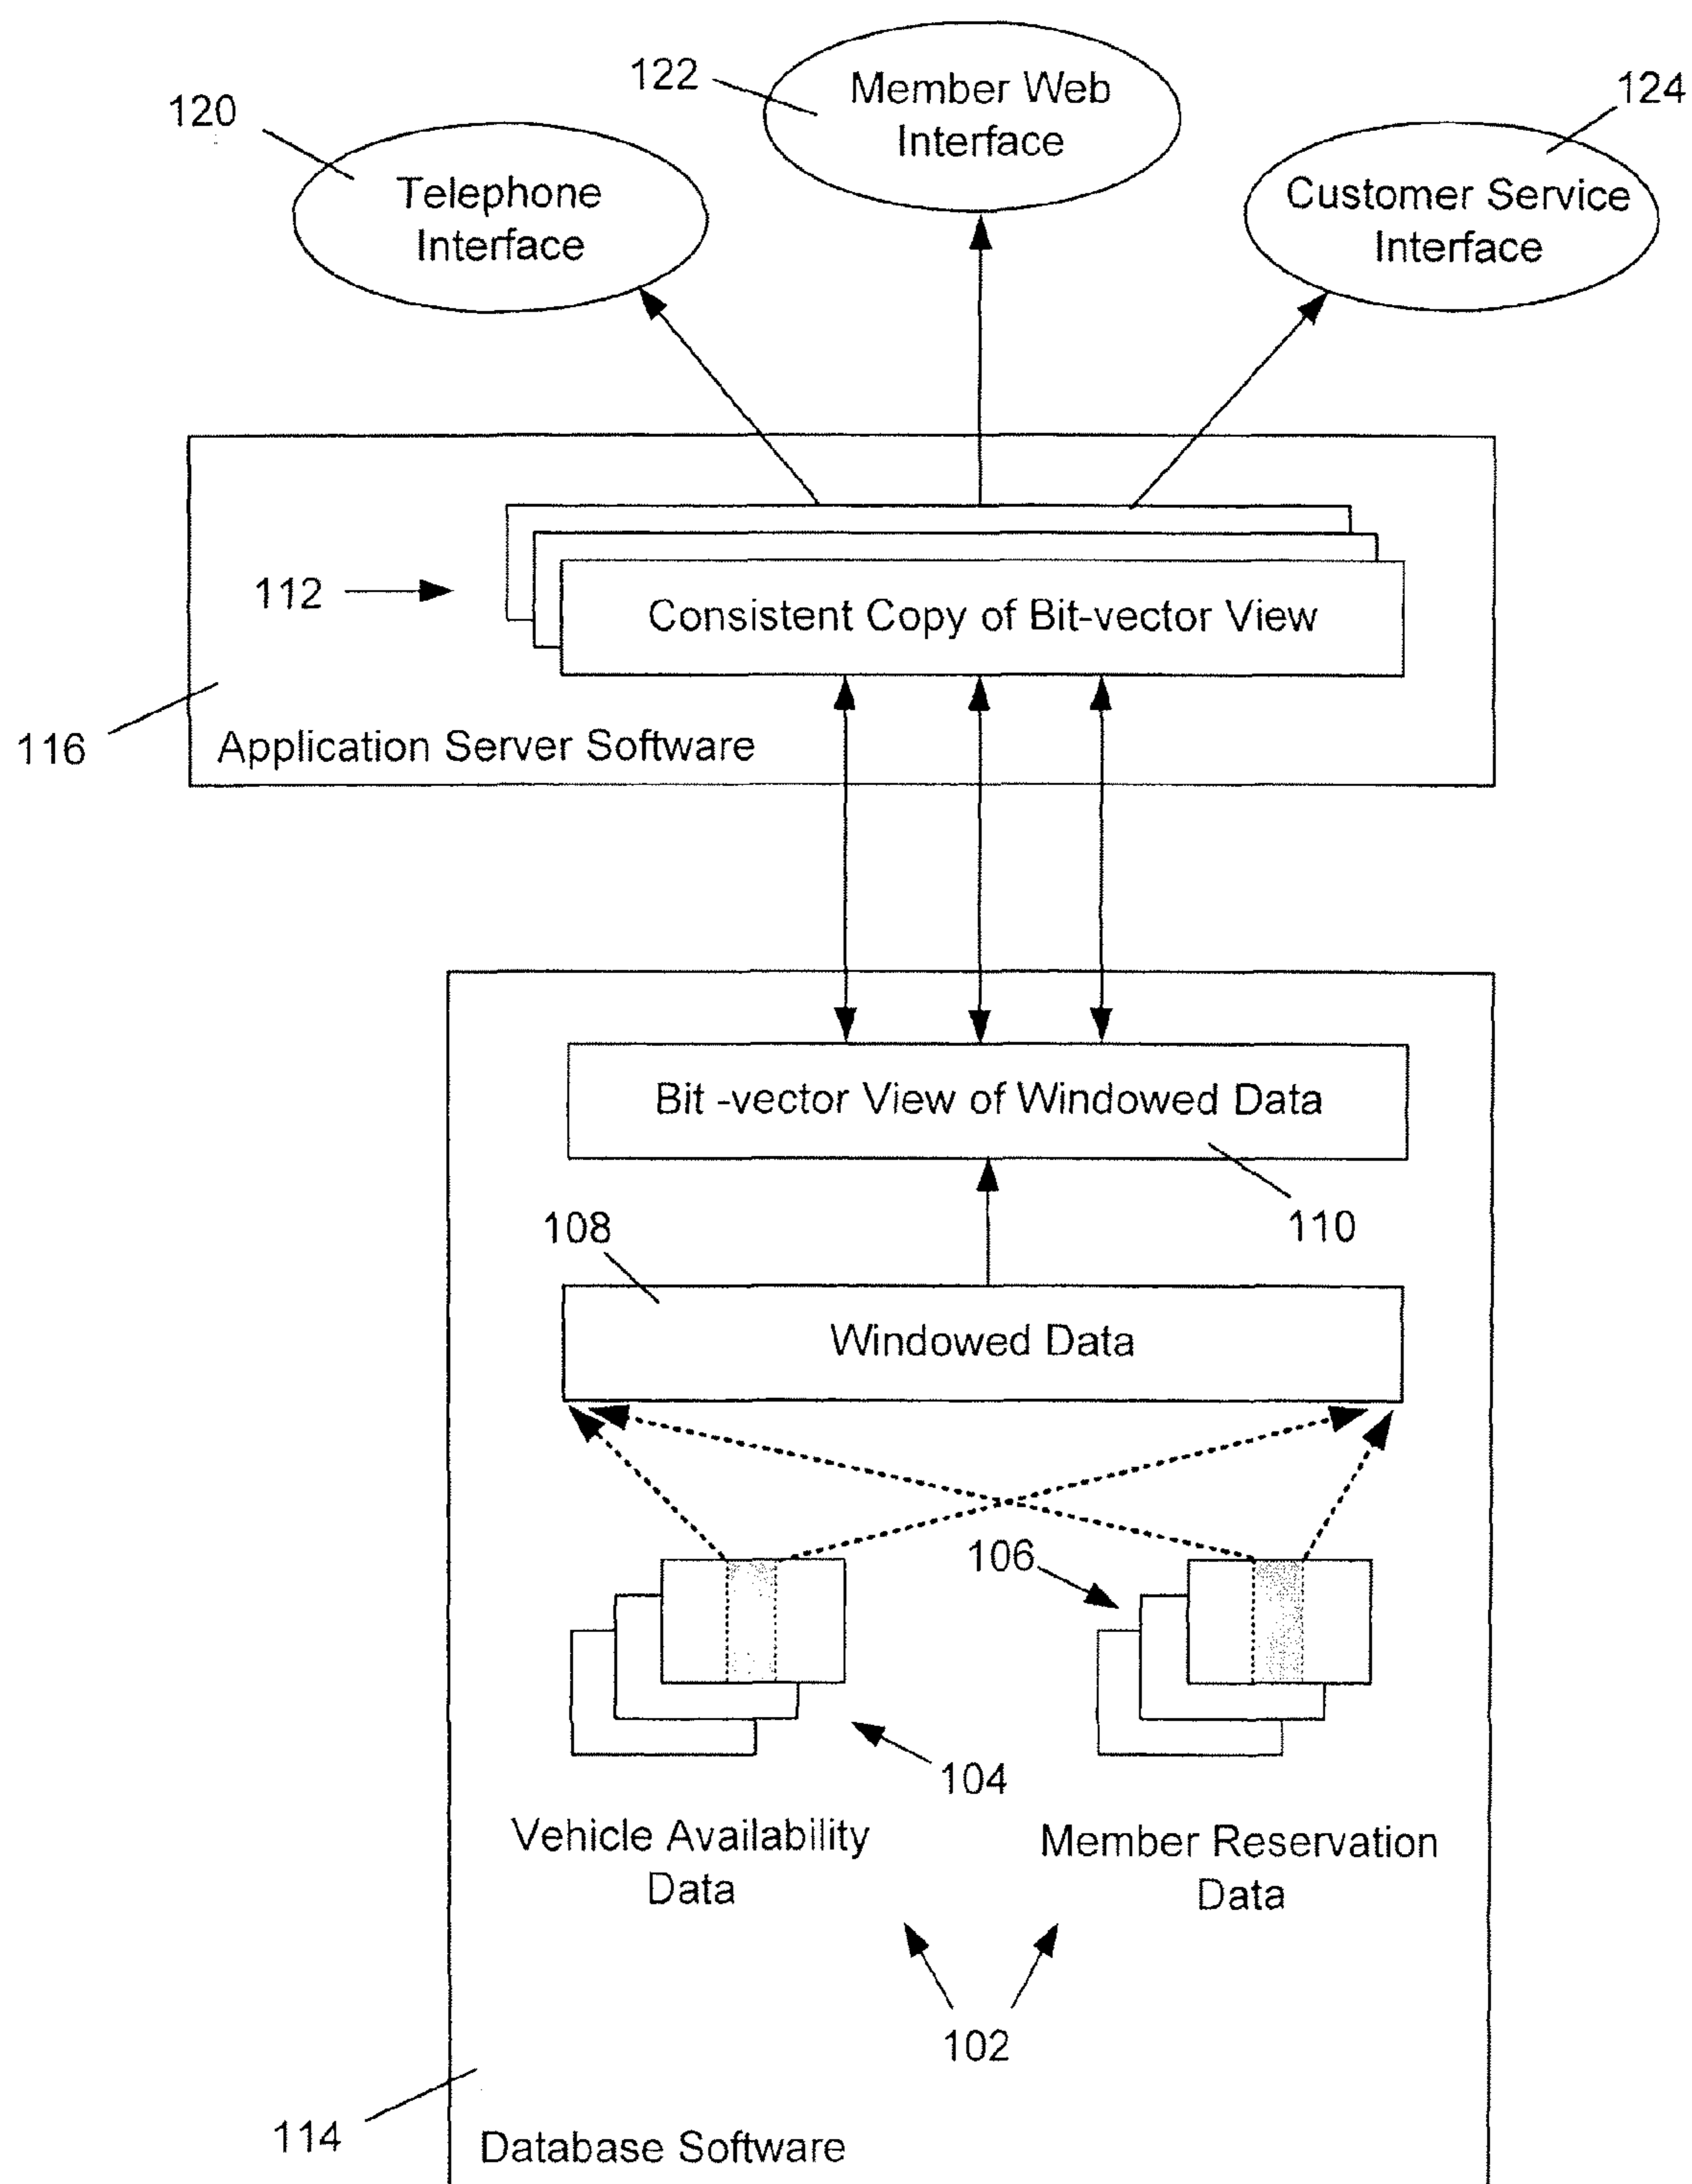 122
Member Web
Interface
124
120
Telephone
Interface
Customer Service
Interface
112
Consistent Copy of Bit-vector View
116
Application Server Software
Bit -vector View of Windowed Data
110
108
Windowed Data
106
104
Vehicle Availability
Data
Member Reservation
Data
102
114
Database Software